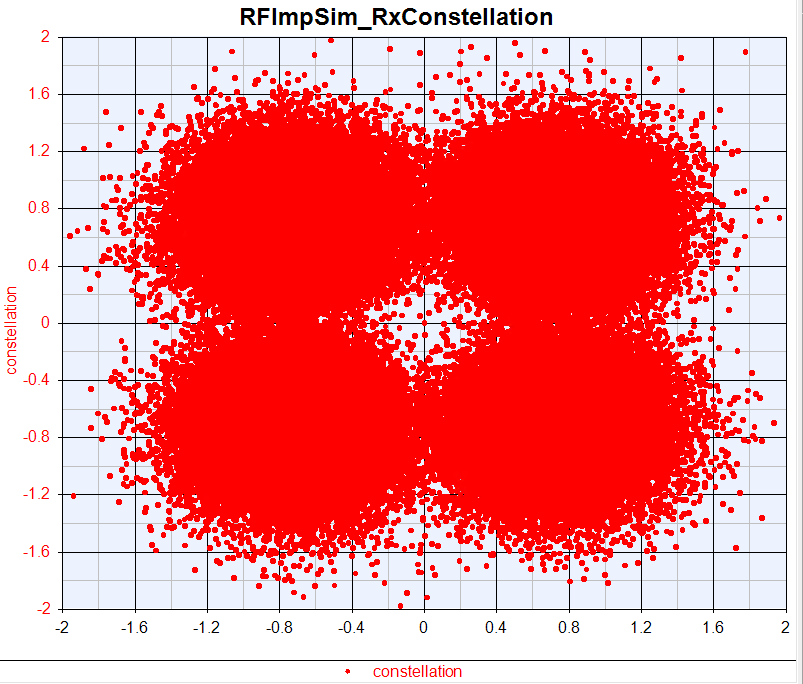 RFImpSim_RxConstellation
2
1.6
1.2
0.8
0.4
0
-0.4
-0.8
-1.2
-1.6
-2
constellation
-2 -1.6 -1.2 -0.8 -0.4 0 0.4 0.8 1.2 1.6 2
constellation